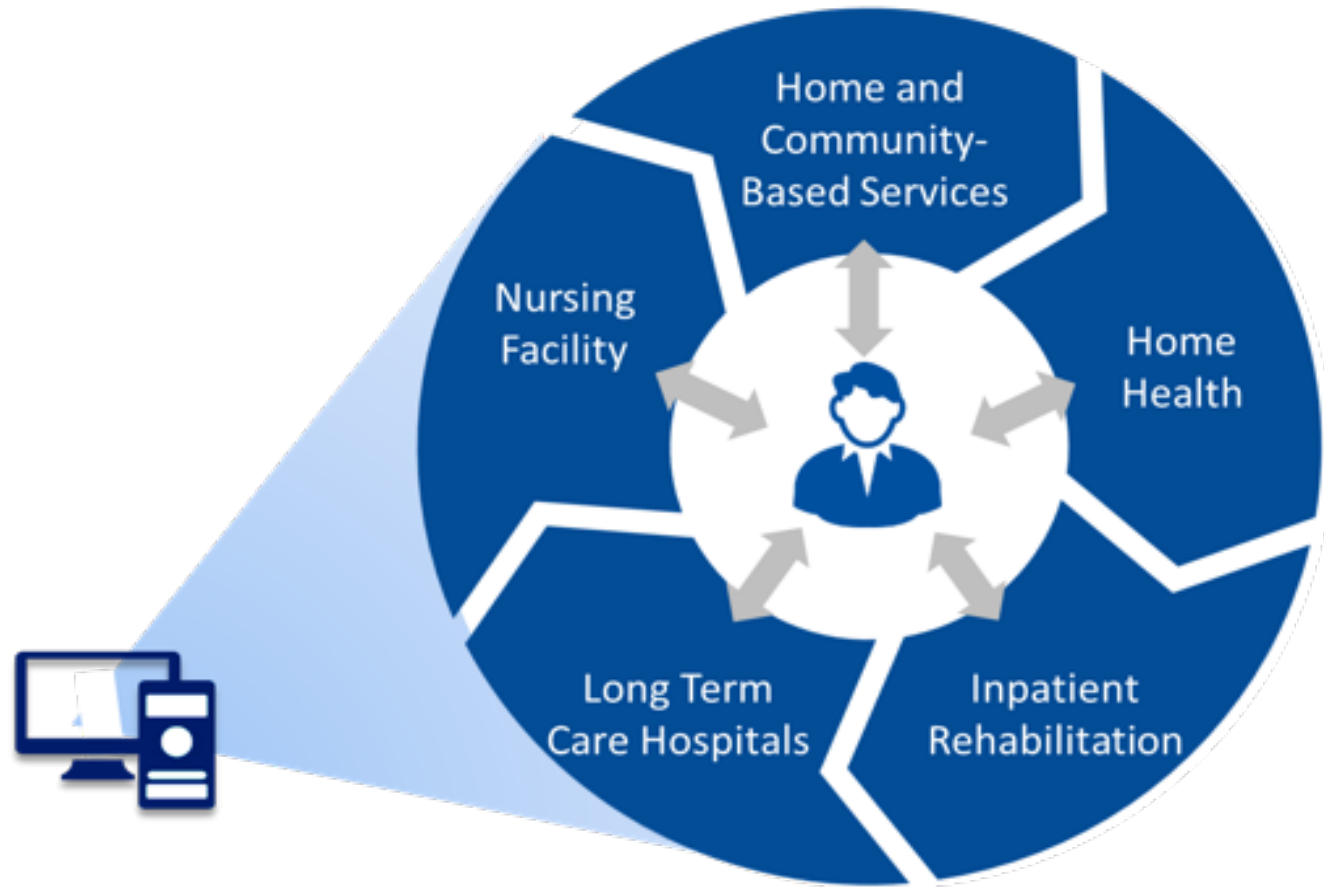 Home and
Community-
Based Services
Nursing
Facility
Home
Health
Long Term
Care Hospitals
Inpatient
Rehabilitation